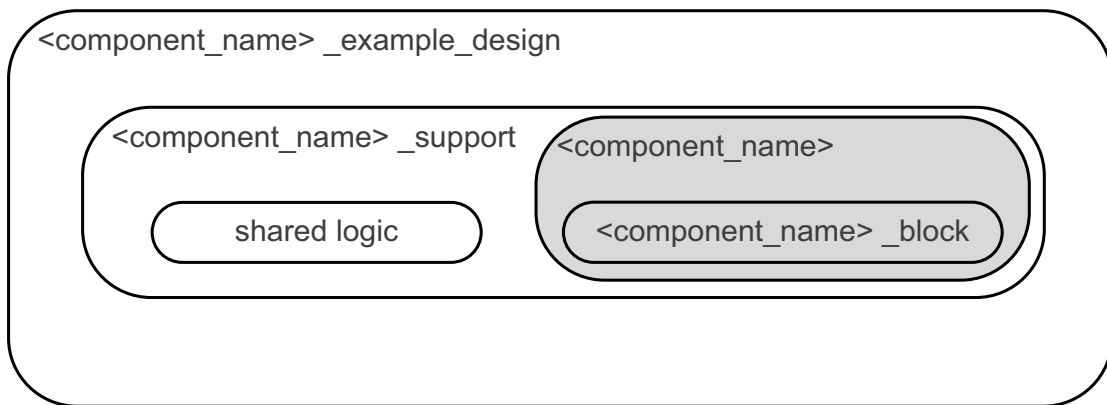 <component_name> _example_design
<component_name> _support
<component_name>
shared logic
<component_name> _block